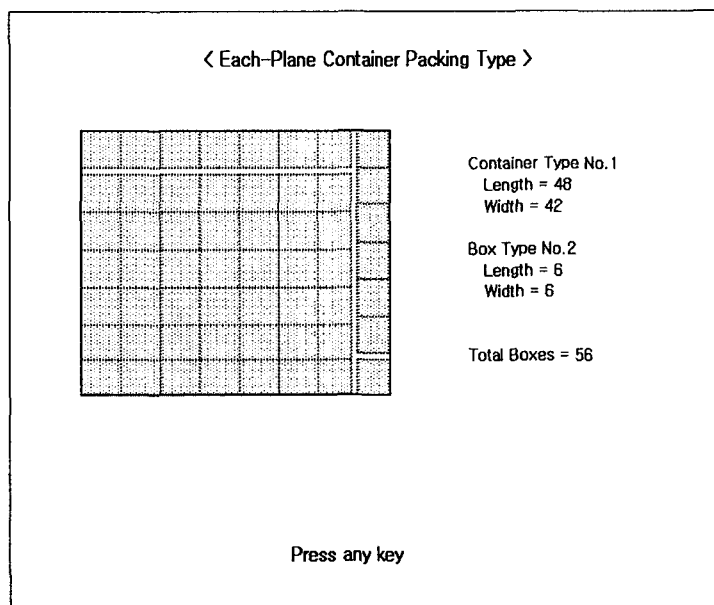 < Each-Plane Container Packing Type >
Container Type No.1
Length = 48
Width = 42
Box Type No.2
Length = 6
Width = 6
Total Boxes = 56
Press any key